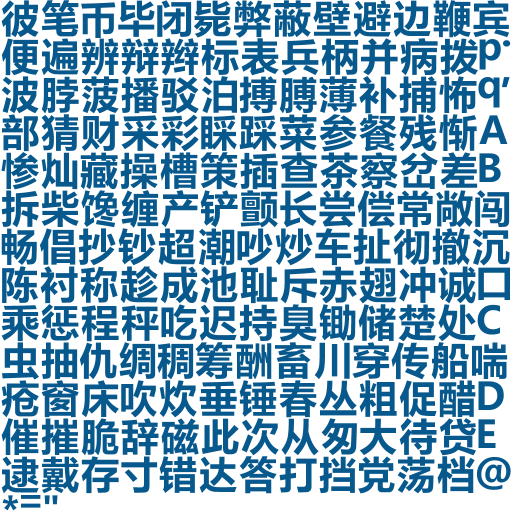 彼笔币毕闭毙弊蔽壁避边鞭宾
便遍辨辩辫标表兵柄并病拨p·
波脖菠播驳泊搏膊薄补捕怖q’
部猜财采彩睬踩菜参餐残惭A
惨灿藏操槽策插查茶察岔差B
拆柴馋缠产铲颤长尝偿常敞闯
畅倡抄钞超潮吵炒车扯彻撤沉
陈衬称趁成池耻斥赤翅冲诚口
乘惩程秤吃迟持臭锄储楚处C
虫抽仇绸稠筹酬畜川穿传船喘
疮窗床吹炊垂锤春丛粗促醋D
催摧脆辞磁此次从匆大待贷E
逮戴存寸错达答打挡党荡档@
*="